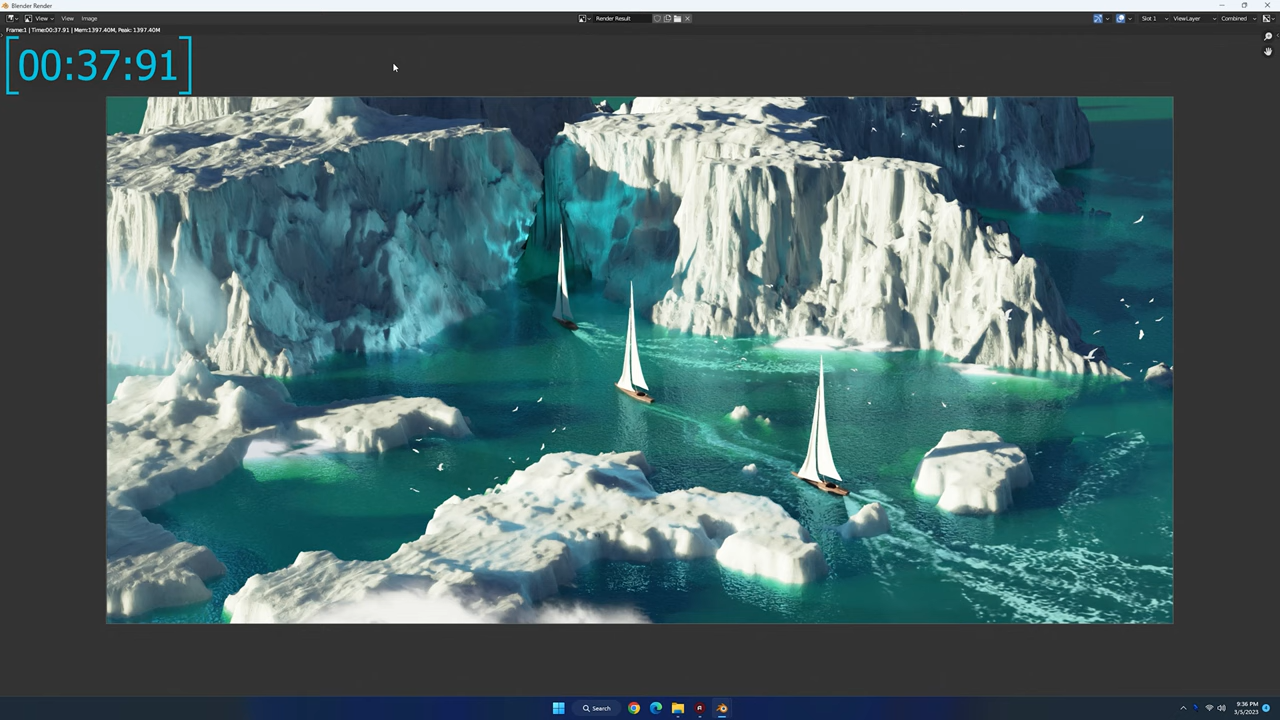 Blender Render
View View Image Render Result Slot 1 ViewLayer Combined
Frame:1 | Time:00:37.91 | Mem:1397.40M, Peak: 1397.40M
[00:37:91]
Search
9:36 PM
3/5/2023